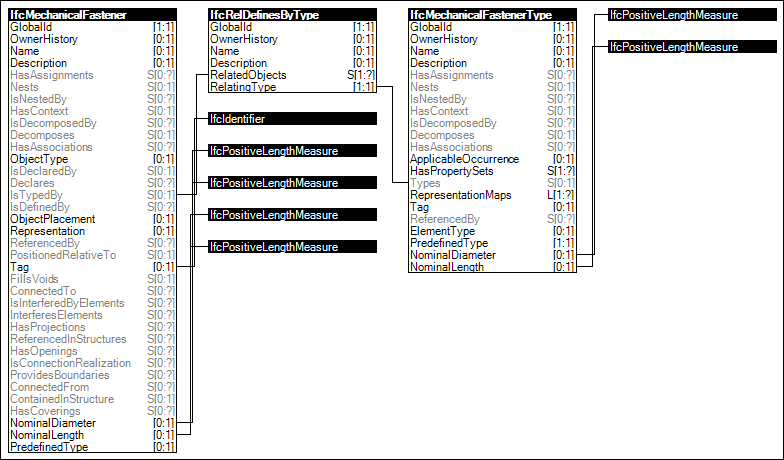 IfcMechanicalFastener
GlobalId [1:1]
OwnerHistory [0:1]
Name [0:1]
Description [0:1]
HasAssignments S[0:?]
Nests S[0:1]
IsNestedBy S[0:?]
HasContext S[0:1]
IsDecomposedBy S[0:?]
Decomposes S[0:1]
HasAssociations S[0:?]
ObjectType [0:1]
IsDeclaredBy S[0:1]
Declares S[0:?]
IsTypedBy S[0:1]
IsDefinedBy S[0:?]
ObjectPlacement [0:1]
Representation [0:1]
ReferencedBy S[0:?]
PositionedRelativeTo S[0:1]
Tag [0:1]
FillsVoids S[0:1]
ConnectedTo S[0:?]
IsInterferedByElements S[0:?]
InterferesElements S[0:?]
HasProjections S[0:?]
ReferencedInStructures S[0:?]
HasOpenings S[0:?]
IsConnectionRealization S[0:?]
ProvidesBoundaries S[0:?]
ConnectedFrom S[0:?]
ContainedInStructure S[0:1]
HasCoverings S[0:?]
NominalDiameter [0:1]
NominalLength [0:1]
PredefinedType [0:1]
IfcRelDefinesByType
GlobalId [1:1]
OwnerHistory [0:1]
Name [0:1]
Description [0:1]
RelatedObjects S[1:?]
RelatingType [1:1]
IfcIdentifier
IfcPositiveLengthMeasure
IfcPositiveLengthMeasure
IfcPositiveLengthMeasure
IfcPositiveLengthMeasure
IfcMechanicalFastenerType
GlobalId [1:1]
OwnerHistory [0:1]
Name [0:1]
Description [0:1]
HasAssignments S[0:?]
Nests S[0:1]
IsNestedBy S[0:?]
HasContext S[0:1]
IsDecomposedBy S[0:?]
Decomposes S[0:1]
HasAssociations S[0:?]
ApplicableOccurrence [0:1]
HasPropertySets S[1:?]
Types S[0:1]
RepresentationMaps L[1:?]
Tag [0:1]
ReferencedBy S[0:?]
ElementType [0:1]
PredefinedType [1:1]
NominalDiameter [0:1]
NominalLength [0:1]
IfcPositiveLengthMeasure
IfcPositiveLengthMeasure